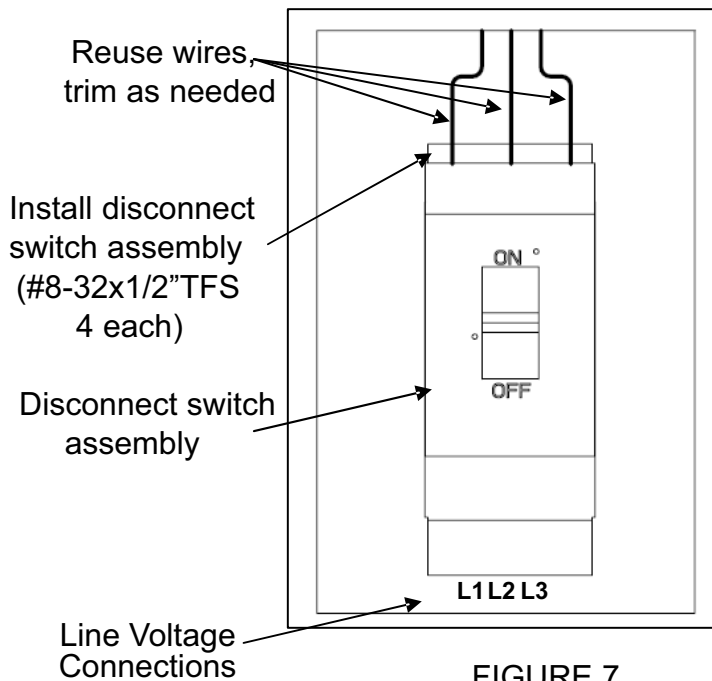 Reuse wires,
trim as needed
Install disconnect
switch assembly
(#8-32x1/2”TFS
4 each)
ON
OFF
Disconnect switch
assembly
L1 L2 L3
Line Voltage
Connections
FIGURE 7